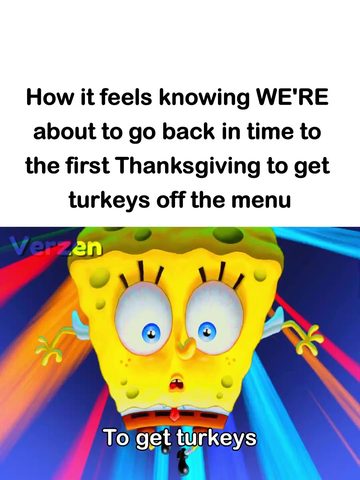 How it feels knowing WE'RE
about to go back in time to
the first Thanksgiving to get
turkeys off the menu
Verzen
To get turkeys